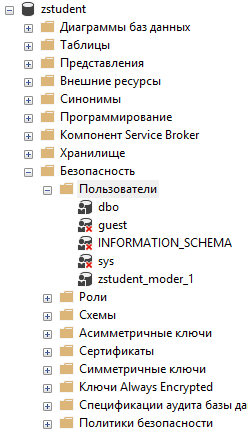 zstudent
Диаграммы баз данных
Таблицы
Представления
Внешние ресурсы
Синонимы
Программирование
Компонент Service Broker
Хранилище
Безопасность
Пользователи
dbo
guest
INFORMATION_SCHEMA
sys
zstudent_moder_1
Роли
Схемы
Асимметричные ключи
Сертификаты
Симметричные ключи
Ключи Always Encrypted
Спецификации аудита базы да
Политики безопасности